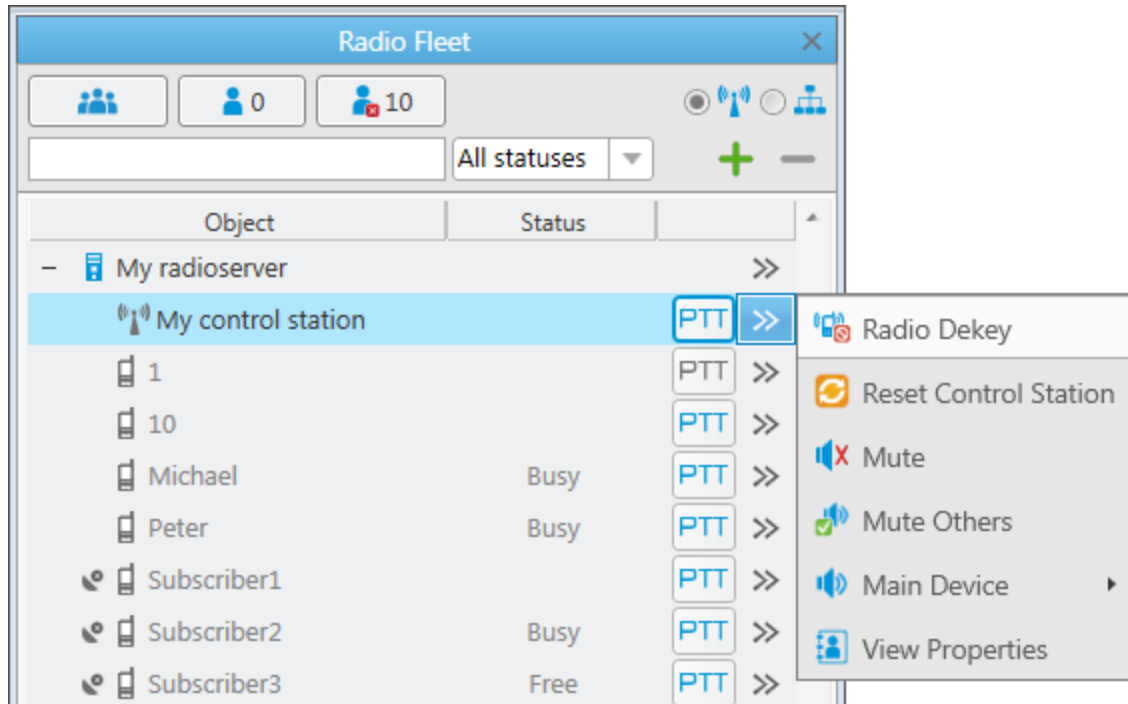 Radio Fleet
0 10
All statuses
Object Status
My radioserver
My control station PTT Radio Dekey
1 PTT
Reset Control Station
10 PTT
Mute
Michael Busy PTT
Peter Busy PTT Mute Others
Subscriber1 PTT Main Device
Subscriber2 Busy PTT
View Properties
Subscriber3 Free PTT